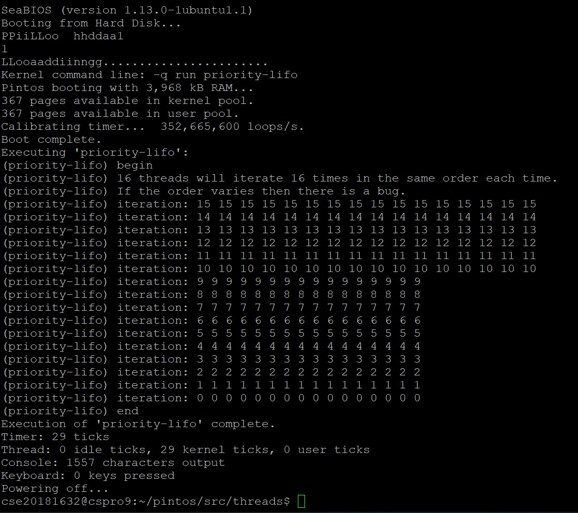 SeaBIOS (version 1.13.0-1ubuntu1.1)
Booting from Hard Disk...
PPiiLLoo  hhddaa1
1
LLooaaddiinngg.......................
Kernel command line: -q run priority-lifo
Pintos booting with 3,968 kB RAM...
367 pages available in kernel pool.
367 pages available in user pool.
Calibrating timer...  352,665,600 loops/s.
Boot complete.
Executing 'priority-lifo':
(priority-lifo) begin
(priority-lifo) 16 threads will iterate 16 times in the same order each time.
(priority-lifo) If the order varies then there is a bug.
(priority-lifo) iteration: 15 15 15 15 15 15 15 15 15 15 15 15 15 15 15 15
(priority-lifo) iteration: 14 14 14 14 14 14 14 14 14 14 14 14 14 14 14 14
(priority-lifo) iteration: 13 13 13 13 13 13 13 13 13 13 13 13 13 13 13 13
(priority-lifo) iteration: 12 12 12 12 12 12 12 12 12 12 12 12 12 12 12 12
(priority-lifo) iteration: 11 11 11 11 11 11 11 11 11 11 11 11 11 11 11 11
(priority-lifo) iteration: 10 10 10 10 10 10 10 10 10 10 10 10 10 10 10 10
(priority-lifo) iteration: 9 9 9 9 9 9 9 9 9 9 9 9 9 9 9 9
(priority-lifo) iteration: 8 8 8 8 8 8 8 8 8 8 8 8 8 8 8 8
(priority-lifo) iteration: 7 7 7 7 7 7 7 7 7 7 7 7 7 7 7 7
(priority-lifo) iteration: 6 6 6 6 6 6 6 6 6 6 6 6 6 6 6 6
(priority-lifo) iteration: 5 5 5 5 5 5 5 5 5 5 5 5 5 5 5 5
(priority-lifo) iteration: 4 4 4 4 4 4 4 4 4 4 4 4 4 4 4 4
(priority-lifo) iteration: 3 3 3 3 3 3 3 3 3 3 3 3 3 3 3 3
(priority-lifo) iteration: 2 2 2 2 2 2 2 2 2 2 2 2 2 2 2 2
(priority-lifo) iteration: 1 1 1 1 1 1 1 1 1 1 1 1 1 1 1 1
(priority-lifo) iteration: 0 0 0 0 0 0 0 0 0 0 0 0 0 0 0 0
(priority-lifo) end
Execution of 'priority-lifo' complete.
Timer: 29 ticks
Thread: 0 idle ticks, 29 kernel ticks, 0 user ticks
Console: 1557 characters output
Keyboard: 0 keys pressed
Powering off...
cse20181632@cspro9:~/pintos/src/threads$